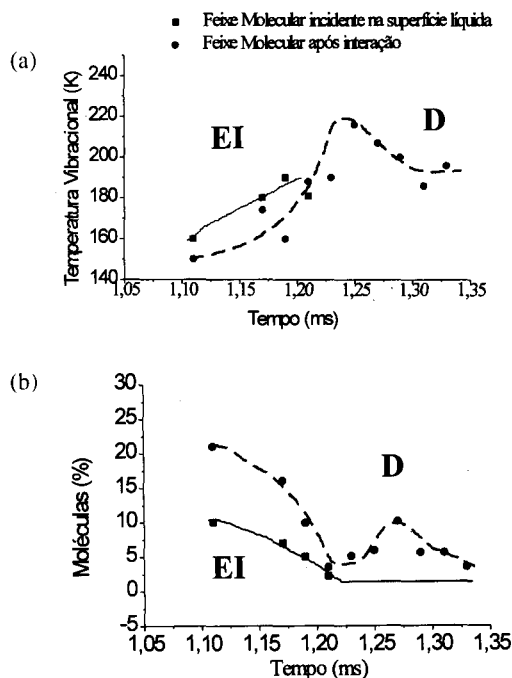 Feixe Molecular incidente na superfície líquida
Feixe Molecular após interação
(a)
Temperatura Vibracional (K)
240
220
200
180
160
140
EI
D
1,05
1,10
1,15
1,20
1,25
1,30
1,35
Tempo (ms)
(b)
Moléculas (%)
30
25
20
15
10
5
0
-5
D
EI
1,05
1,10
1,15
1,20
1,25
1,30
1,35
Tempo (ms)